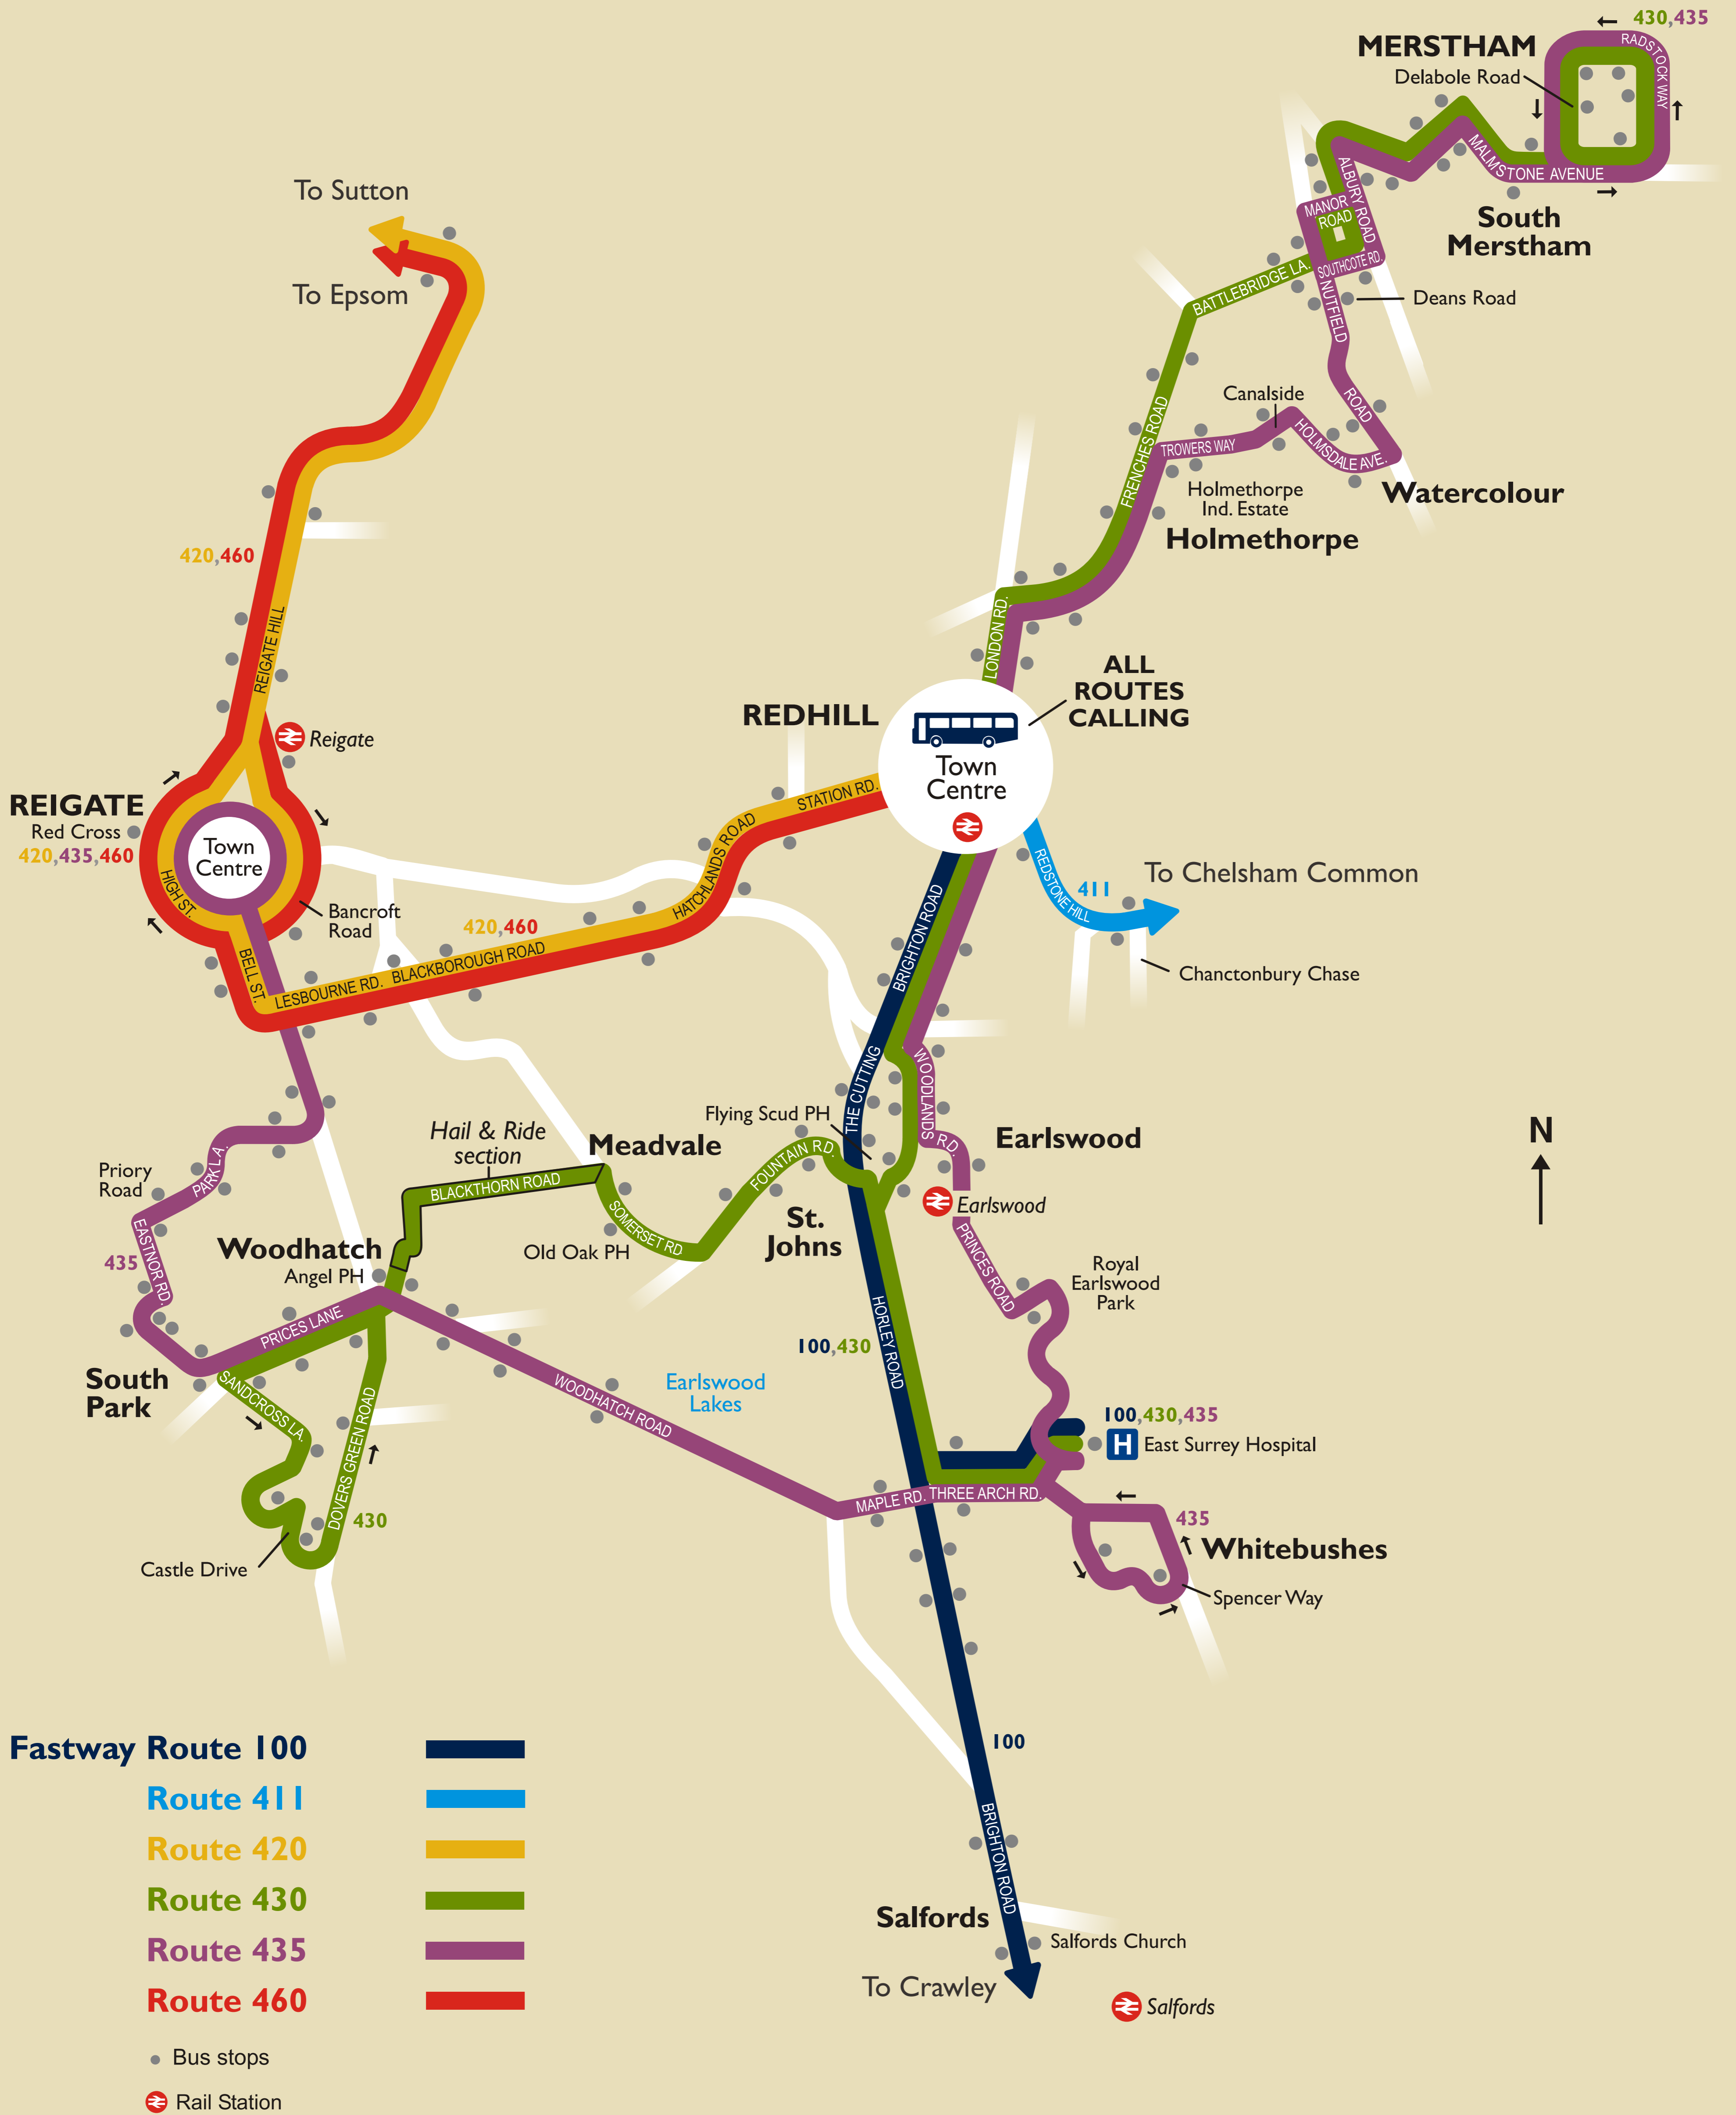 430,435
MERSTHAM
RADSTOCK WAY
Delabole Road
MALMSTONE AVENUE
ALBURY ROAD
To Sutton
MANOR
ROAD
South
Merstham
SOUTHCOTE RD.
BATTLEBRIDGE LA.
To Epsom
NUTFIELD
ROAD
Deans Road
Canalside
FRENCHES ROAD
TROWERS WAY
HOLMSDALE AVE.
Holmethorpe
Ind. Estate
Watercolour
Holmethorpe
420,460
REIGATE HILL
LONDON RD.
ALL
ROUTES
CALLING
REDHILL
Reigate
Town
Centre
STATION RD.
REIGATE
Red Cross
420,435,460
Town
Centre
HIGH ST.
HATCHLANDS ROAD
REDSTONE HILL
411
To Chelsham Common
Bancroft
Road
420,460
BRIGHTON ROAD
BELL ST.
LESBOURNE RD.
BLACKBOROUGH ROAD
Chanctonbury Chase
THE CUTTING
WOODLANDS RD.
Flying Scud PH
Hail & Ride
section
Meadvale
Earlswood
N
FOUNTAIN RD.
Priory
Road
PARK LA.
BLACKTHORN ROAD
St.
Johns
Earlswood
EASTNOR RD.
435
SOMERSET RD.
Woodhatch
Angel PH
Old Oak PH
PRINCES ROAD
Royal
Earlswood
Park
PRICES LANE
HORLEY ROAD
100,430
South
Park
SANDCROSS LA.
WOODHATCH ROAD
Earlswood
Lakes
DOVERS GREEN ROAD
100,430,435
H
East Surrey Hospital
MAPLE RD.
THREE ARCH RD.
430
435
Whitebushes
Castle Drive
Spencer Way
100
Fastway Route 100
Route 411
Route 420
Route 430
Route 435
Route 460
Bus stops
Rail Station
BRIGHTON ROAD
Salfords
Salfords Church
To Crawley
Salfords